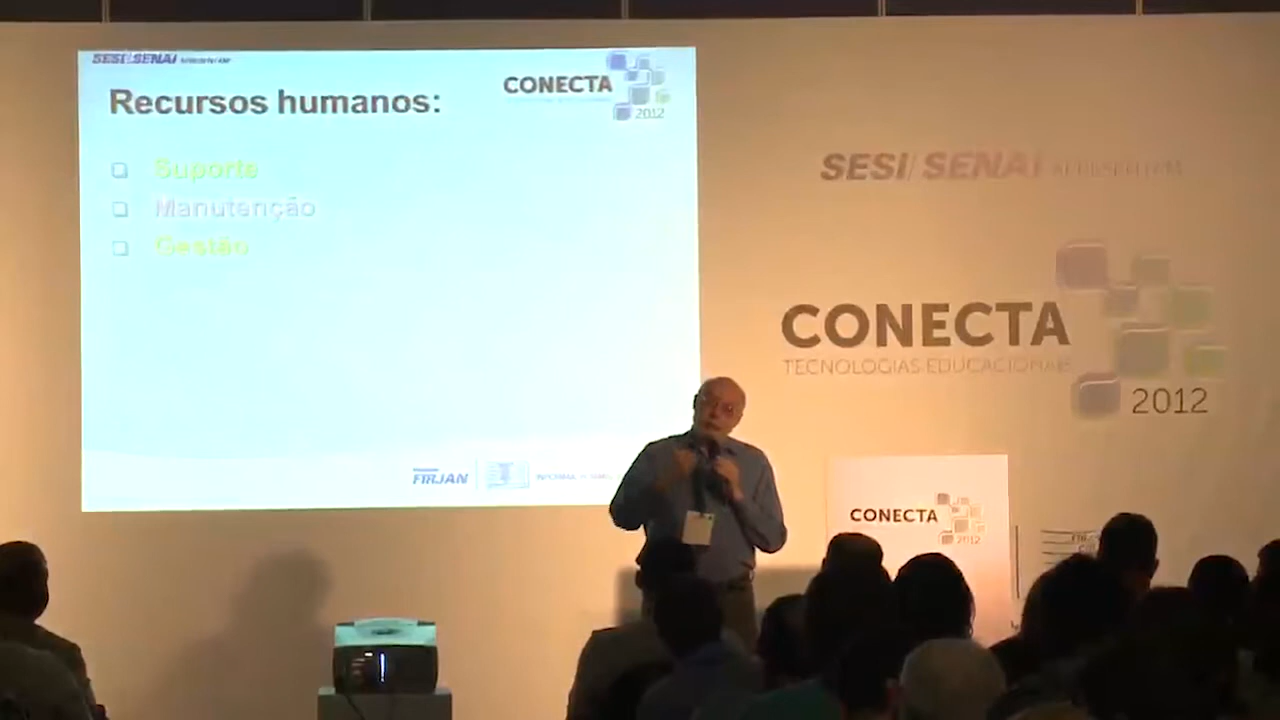 SESI SENAI
CONECTA
2012
Recursos humanos:
Suporte
Manutenção
Gestão
FIRJAN
SESI/SENAI
CONECTA
TECNOLOGIAS EDUCACIONAIS
2012
CONECTA
2012